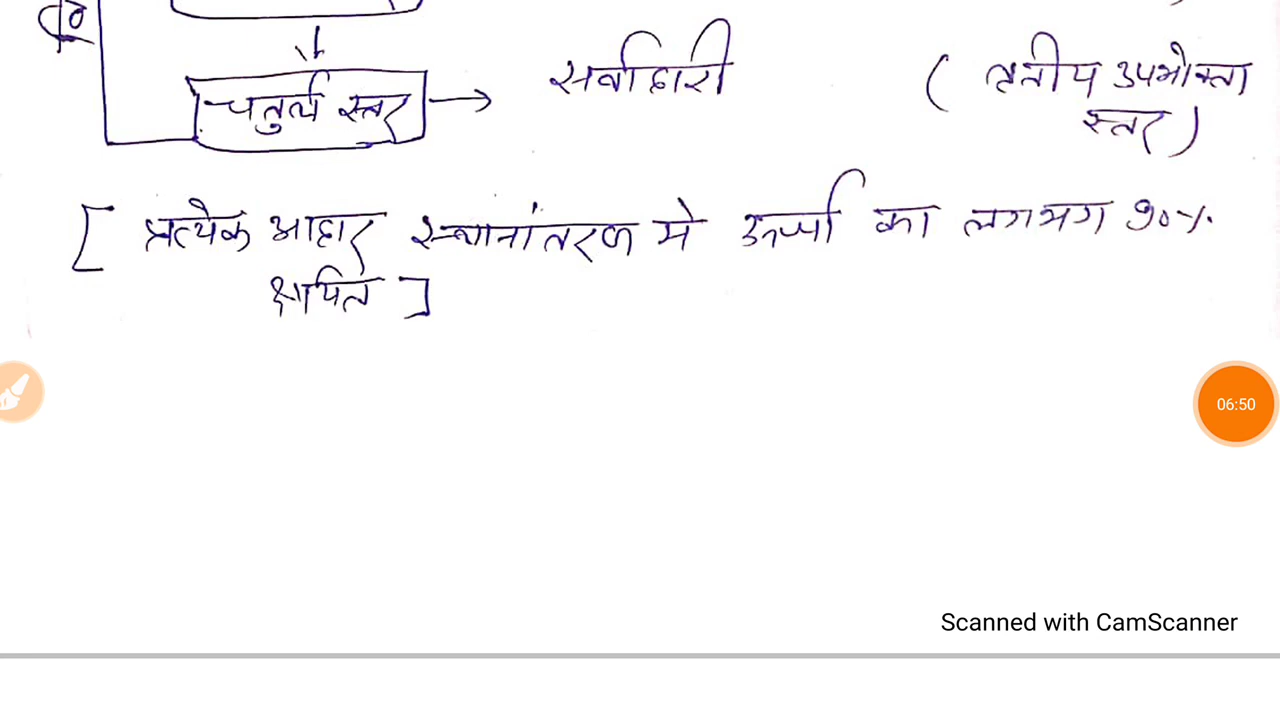 चतुर्थ स्तर → सर्वाहारी ( तृतीय उपभोक्ता
स्तर )
[ प्रत्येक आहार स्थानांतरण मे ऊर्जा का लगभग 90%
क्षयित ]
06:50
Scanned with CamScanner